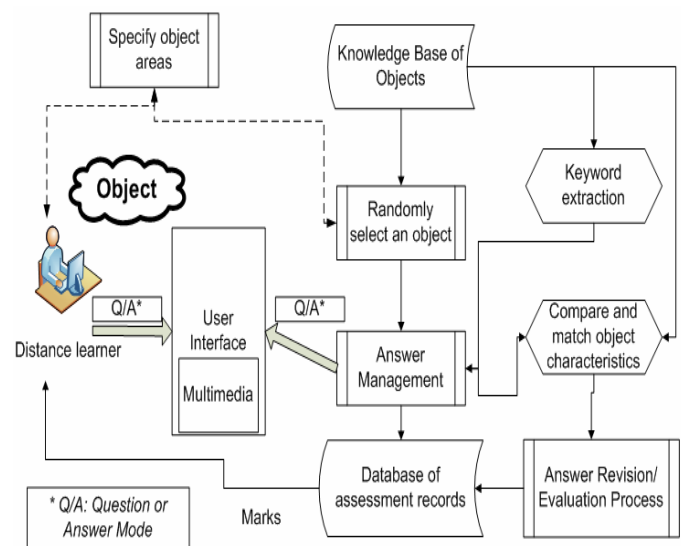 Specify object
areas
Knowledge Base of
Objects
Object
Keyword
extraction
Randomly
select an object
Q/A*
Q/A*
User
Interface
Multimedia
Distance learner
Answer
Management
Compare and
match object
characteristics
Database of
assessment records
Answer Revision/
Evaluation Process
* Q/A: Question or
Answer Mode
Marks